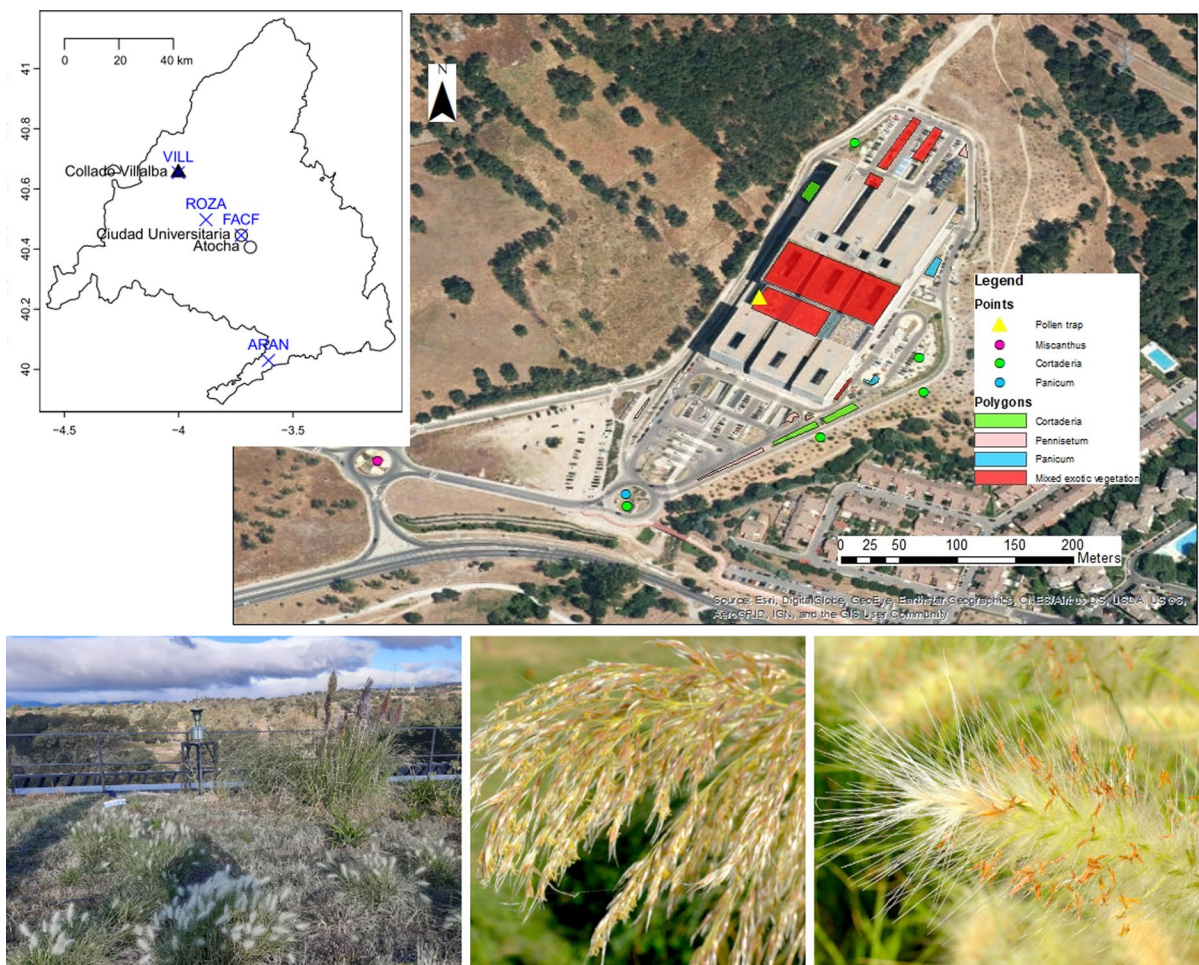 0 20 40 km
41
40.8
40.6
40.4
40.2
40
VILL
Collado Villalba
ROZA
FACF
Ciudad Universitaria
Atocha
ARAN
-4.5 -4 -3.5
N
Legend
Points
Pollen trap
Miscanthus
Cortaderia
Panicum
Polygons
Cortaderia
Pennisetum
Panicum
Mixed exotic vegetation
0 25 50 100 150 200
Meters
Source: Esri, DigitalGlobe, GeoEye, Earthstar Geographics, CNES/Airbus DS, USDA, USGS,
AeroGRID, IGN, and the GIS User Community